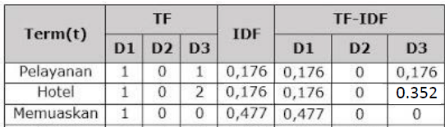 Term(t) TF IDF TF-IDF
D1 D2 D3 D1 D2 D3
Pelayanan 1 0 1 0,176 0,176 0 0,176
Hotel 1 0 2 0,176 0,176 0 0.352
Memuaskan 1 0 0 0,477 0,477 0 0